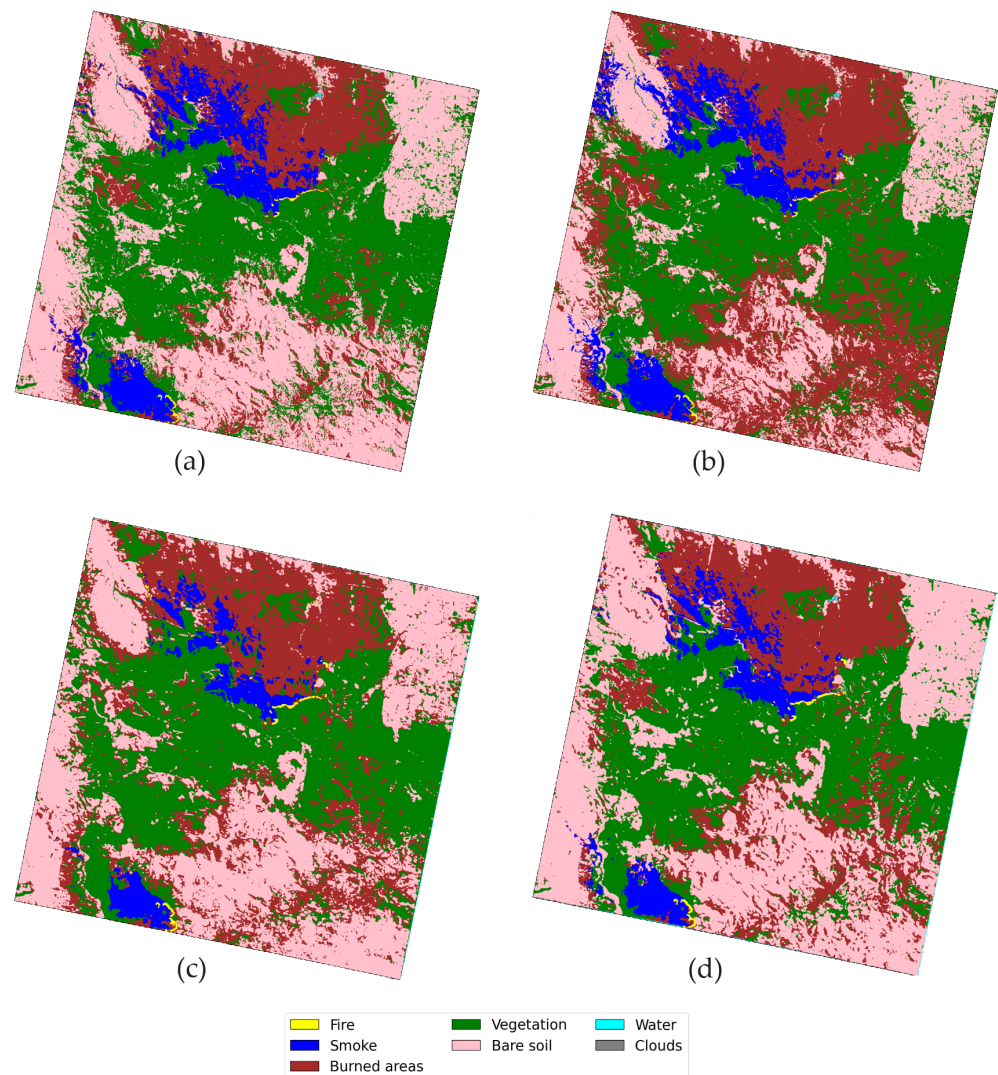 (a)
(b)
(c)
(d)
Fire
Vegetation
Water
Smoke
Bare soil
Clouds
Burned areas